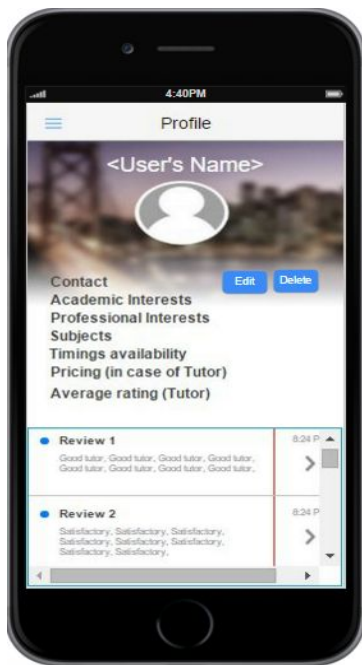 4:40PM
Profile
<User's Name>
Contact
Edit
Delete
Academic Interests
Professional Interests
Subjects
Timings availability
Pricing (in case of Tutor)
Average rating (Tutor)
Review 1
8:24 P
Good tutor, Good tutor, Good tutor, Good tutor,
Good tutor, Good tutor, Good tutor, Good tutor,
Review 2
8:24 P
Satisfactory, Satisfactory, Satisfactory,
Satisfactory, Satisfactory, Satisfactory,
Satisfactory, Satisfactory,